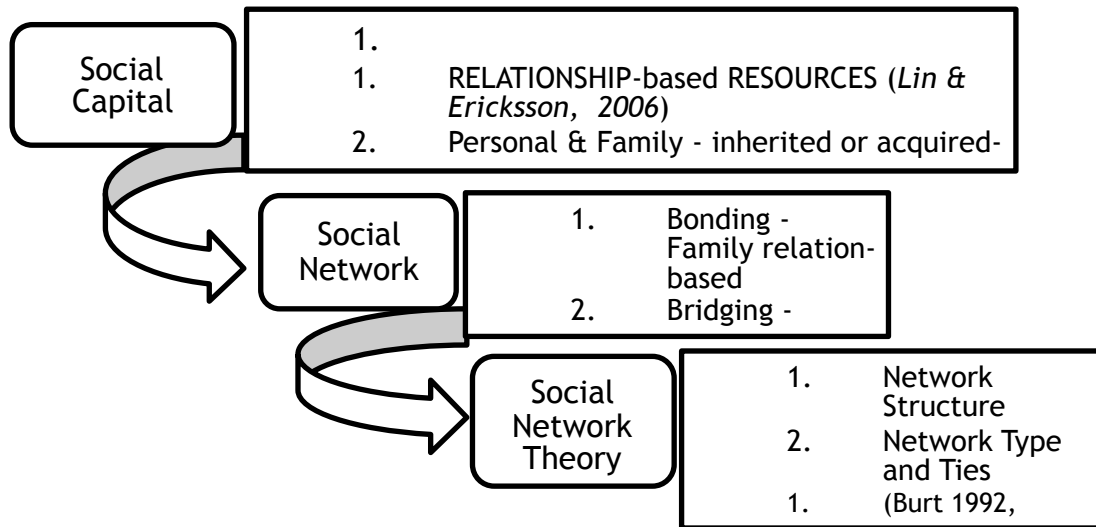 Social
Capital
1.
1. RELATIONSHIP-based RESOURCES (Lin &
Ericksson, 2006)
2. Personal & Family - inherited or acquired-
Social
Network
1. Bonding -
Family relation-
based
2. Bridging -
Social
Network
Theory
1. Network
Structure
2. Network Type
and Ties
1. (Burt 1992,